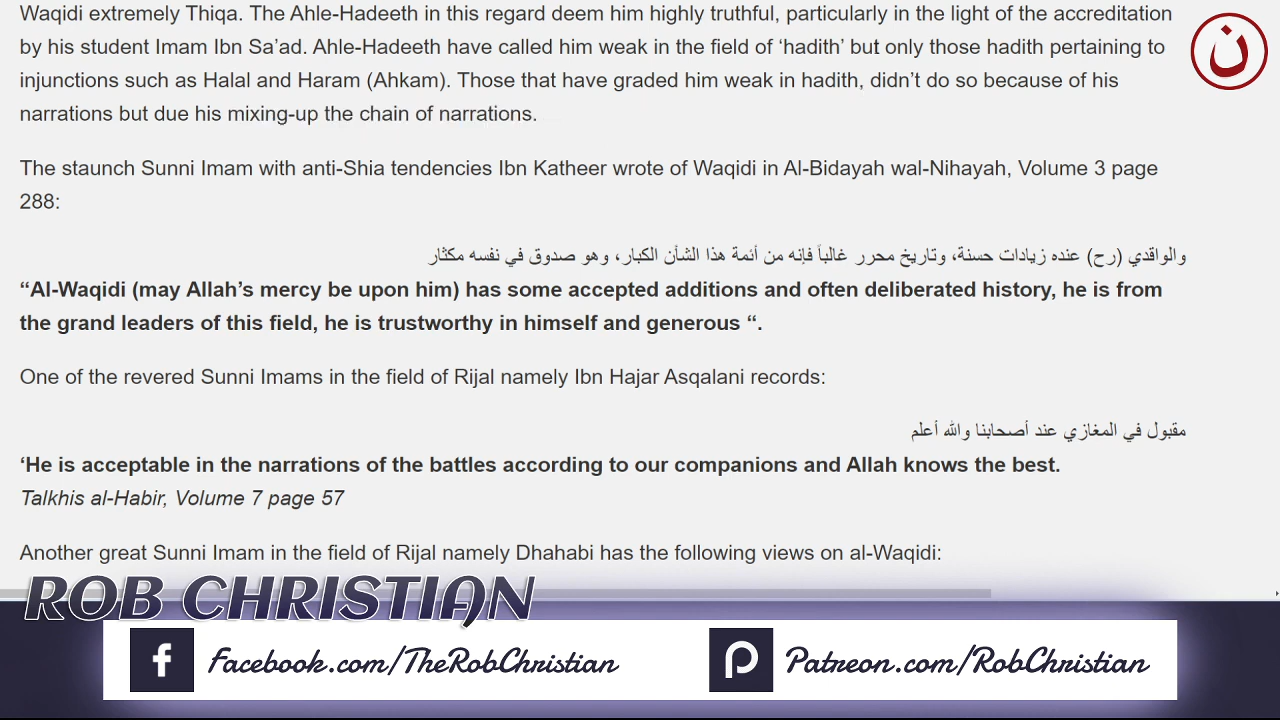 Waqidi extremely Thiqa. The Ahle-Hadeeth in this regard deem him highly truthful, particularly in the light of the accreditation
by his student Imam Ibn Sa’ad. Ahle-Hadeeth have called him weak in the field of ‘hadith’ but only those hadith pertaining to
injunctions such as Halal and Haram (Ahkam). Those that have graded him weak in hadith, didn’t do so because of his
narrations but due his mixing-up the chain of narrations.
The staunch Sunni Imam with anti-Shia tendencies Ibn Katheer wrote of Waqidi in Al-Bidayah wal-Nihayah, Volume 3 page
288:
والواقدي (رح) عنده زيادات حسنة، وتاريخ محرر غالباً فإنه من أئمة هذا الشأن الكبار، وهو صدوق في نفسه مكثار
“Al-Waqidi (may Allah’s mercy be upon him) has some accepted additions and often deliberated history, he is from
the grand leaders of this field, he is trustworthy in himself and generous “.
One of the revered Sunni Imams in the field of Rijal namely Ibn Hajar Asqalani records:
مقبول في المغازي عند أصحابنا والله أعلم
‘He is acceptable in the narrations of the battles according to our companions and Allah knows the best.
Talkhis al-Habir, Volume 7 page 57
Another great Sunni Imam in the field of Rijal namely Dhahabi has the following views on al-Waqidi:
ROB CHRISTIAN
Facebook.com/TheRobChristian
Patreon.com/RobChristian
ن